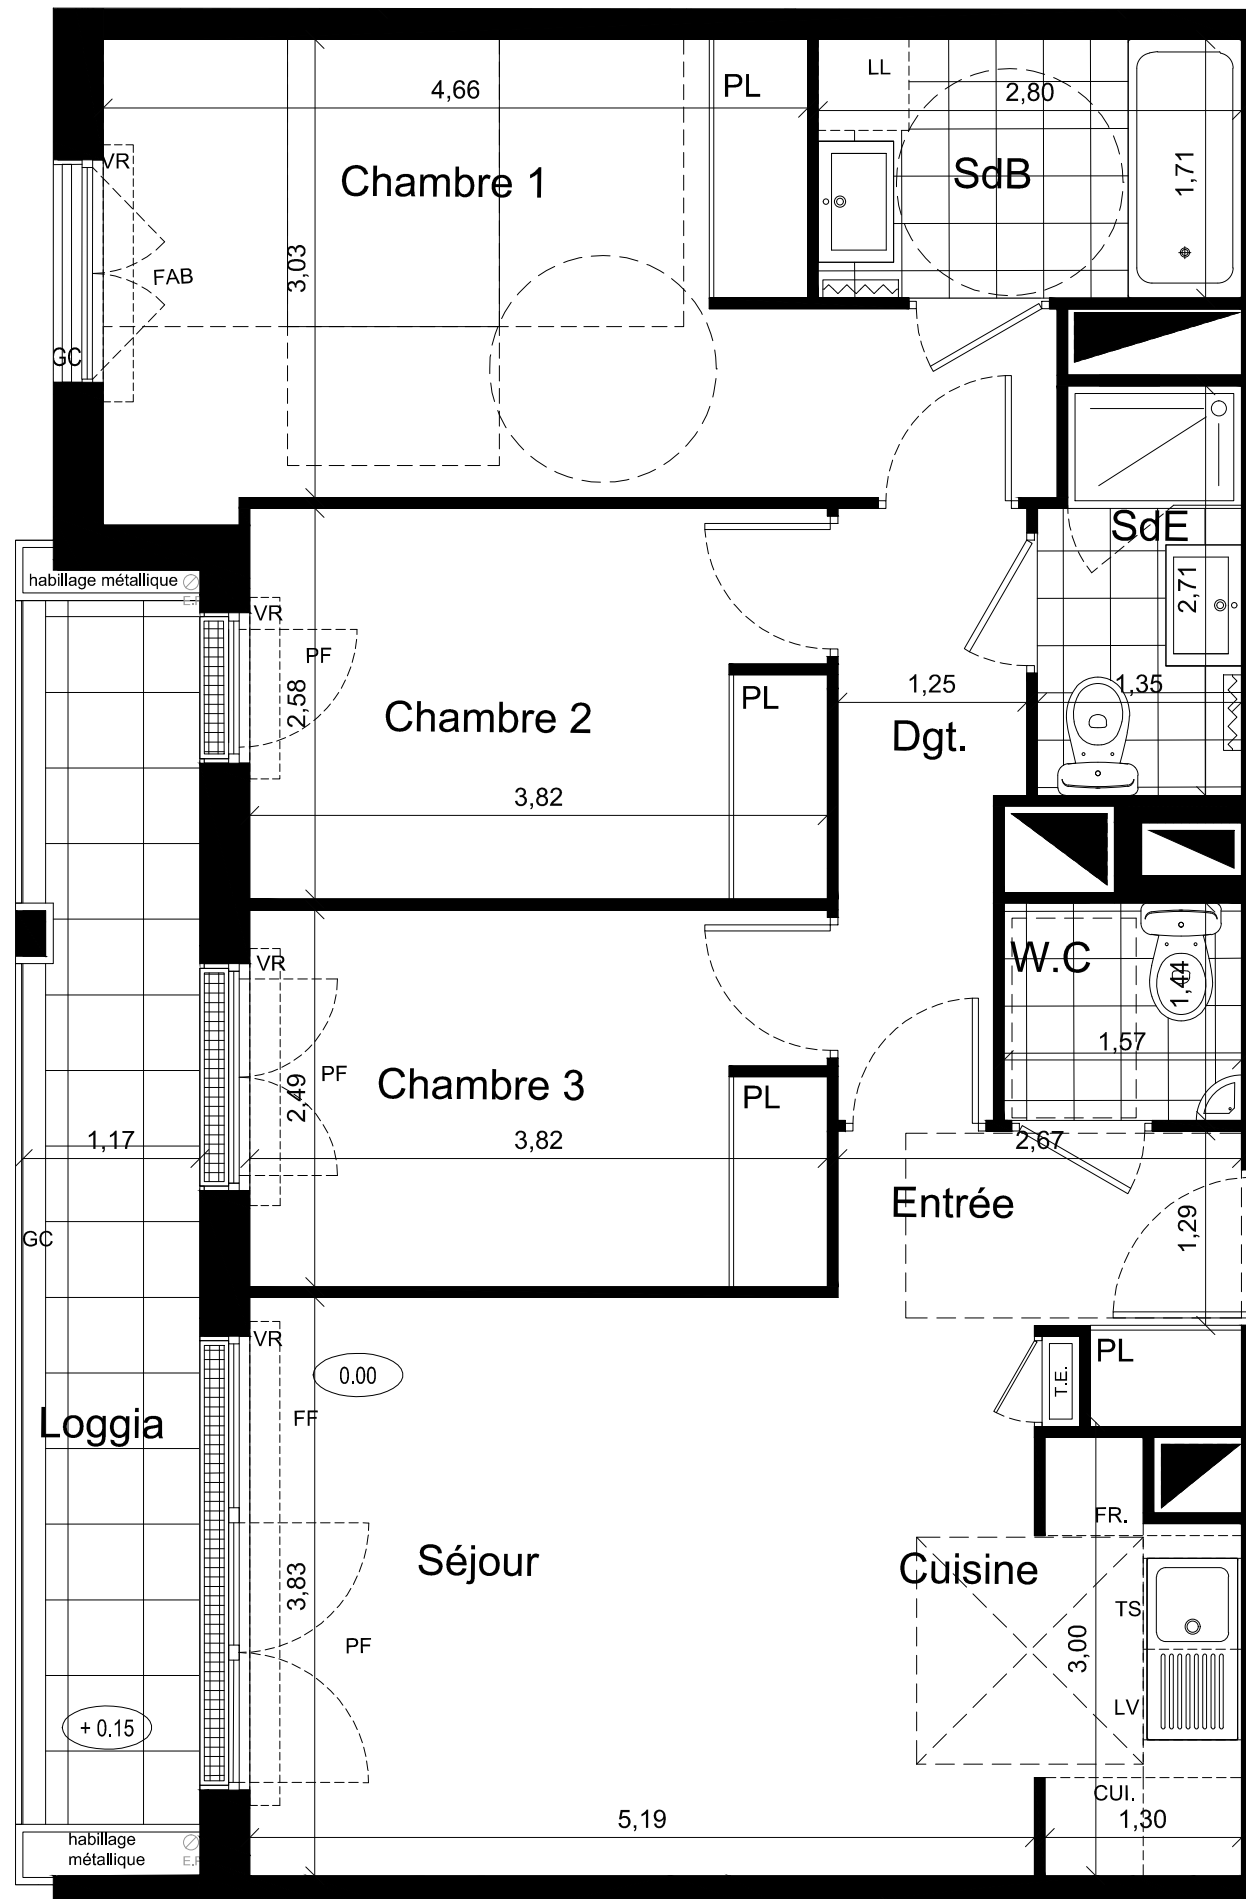 4,66
PL
LL
2,80
Chambre 1
SdB
1,71
VR
3,03
FAB
GC
SdE
habillage métallique
2,71
VR
PF
2,58
Chambre 2
PL
1,25
1,35
Dgt.
3,82
W.C
1,44
VR
1,57
PF
2,49
Chambre 3
PL
1,17
3,82
2,67
Entrée
1,29
GC
VR
0.00
PL
T.E.
Loggia
FF
FR.
Séjour
Cuisine
3,83
TS
PF
3,00
LV
+ 0.15
CUI.
5,19
1,30
habillage
métallique